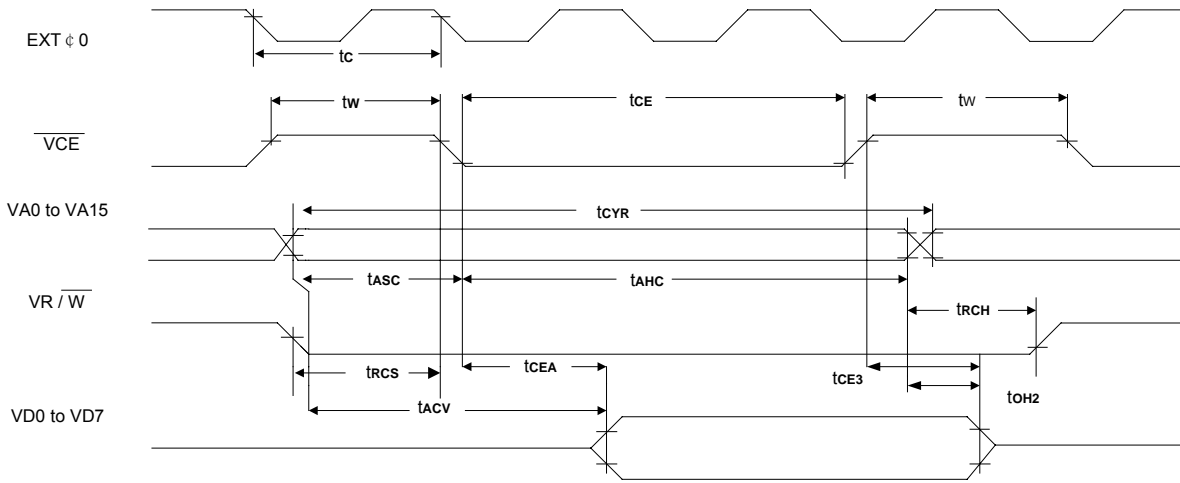 EXT ¢ 0
tC
tW
tCE
tW
VCE
VA0 to VA15
tCYR
tASC
tAHC
VR / W
tRCH
tCEA
tRCS
tCE3
tACV
tOH2
VD0 to VD7